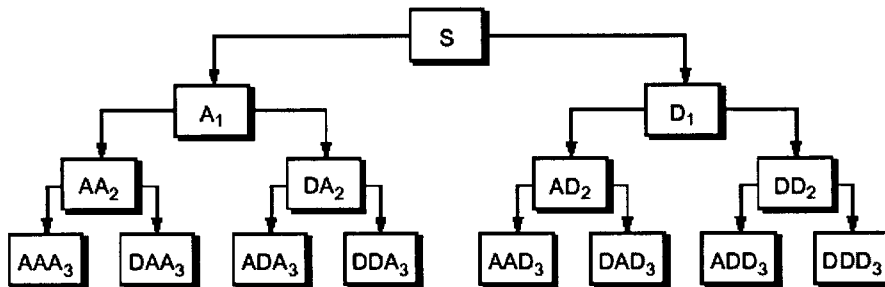 S
A₁ D₁
AA₂ DA₂ AD₂ DD₂
AAA₃ DAA₃ ADA₃ DDA₃ AAD₃ DAD₃ ADD₃ DDD₃